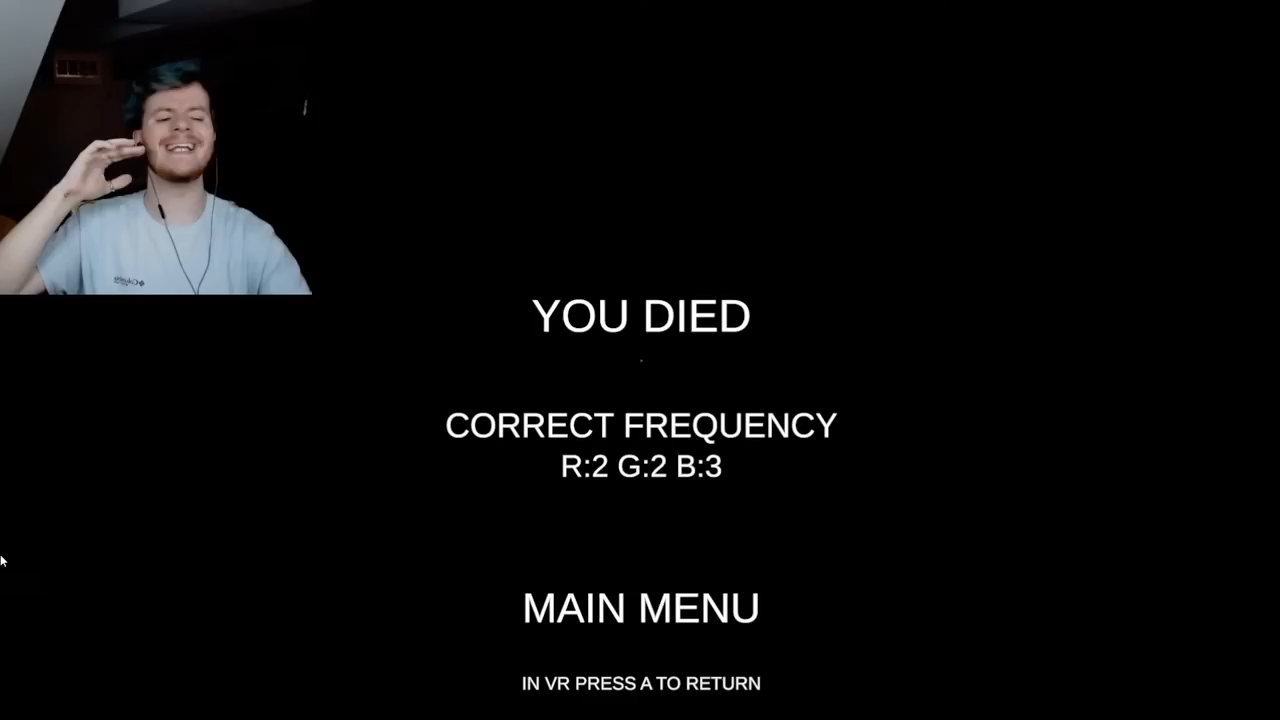 YOU DIED
CORRECT FREQUENCY
R:2 G:2 B:3
MAIN MENU
IN VR PRESS A TO RETURN